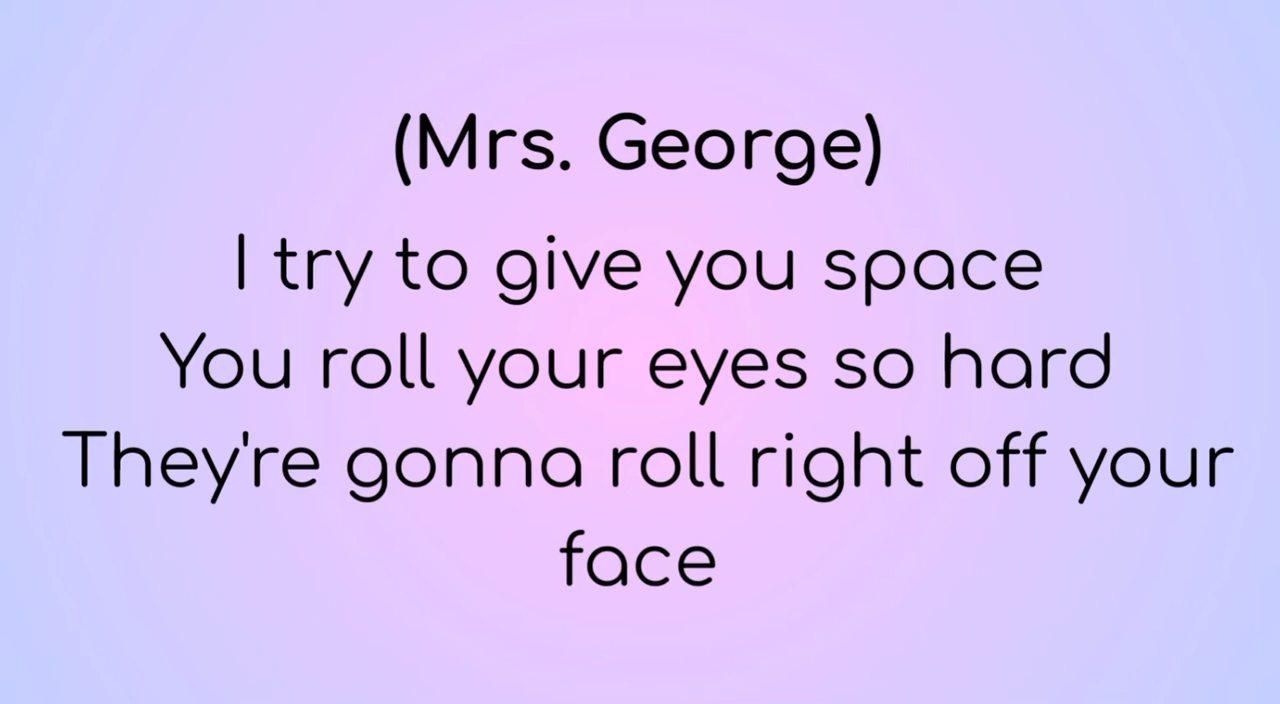 (Mrs. George)
I try to give you space
You roll your eyes so hard
They're gonna roll right off your
face